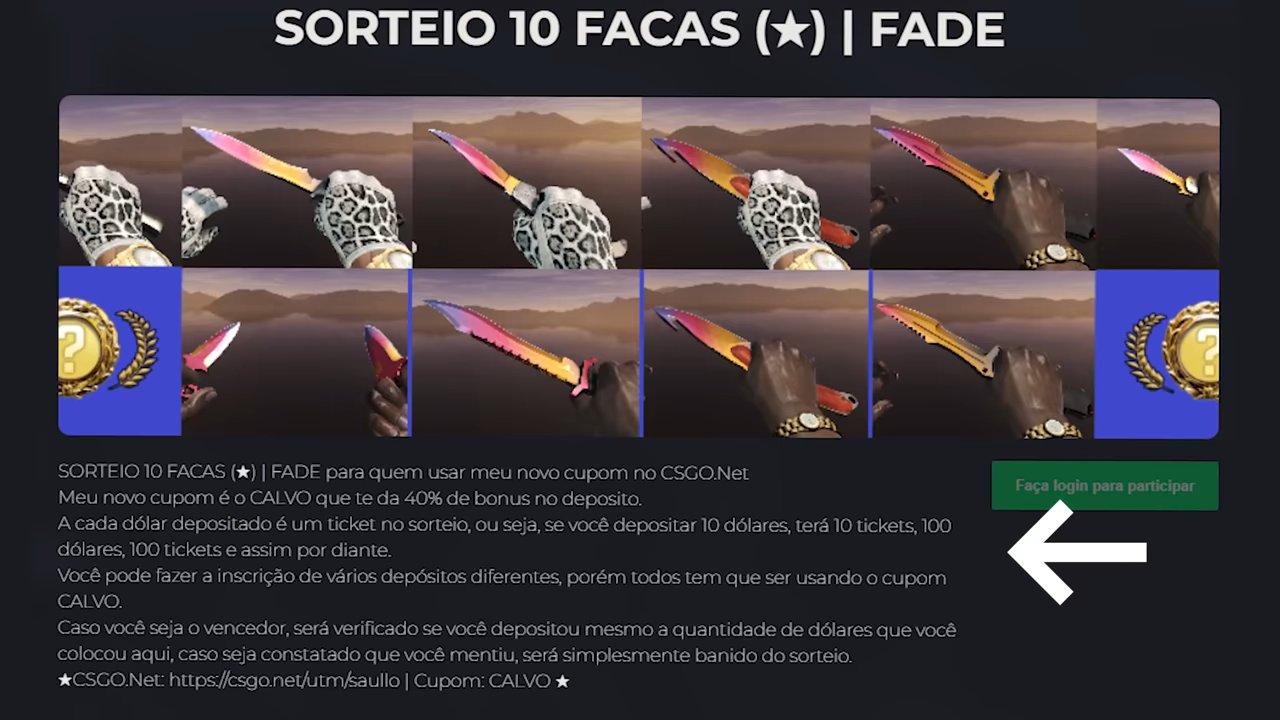 SORTEIO 10 FACAS (★) | FADE
?
?
SORTEIO 10 FACAS (★) | FADE para quem usar meu novo cupom no CSGO.Net
Meu novo cupom é o CALVO que te da 40% de bonus no deposito.
A cada dólar depositado é um ticket no sorteio, ou seja, se você depositar 10 dólares, terá 10 tickets, 100
dólares, 100 tickets e assim por diante.
Você pode fazer a inscrição de vários depósitos diferentes, porém todos tem que ser usando o cupom
CALVO.
Caso você seja o vencedor, será verificado se você depositou mesmo a quantidade de dólares que você
colocou aqui, caso seja constatado que você mentiu, será simplesmente banido do sorteio.
★CSGO.Net: https://csgo.net/utm/saullo | Cupom: CALVO ★
Faça login para participar